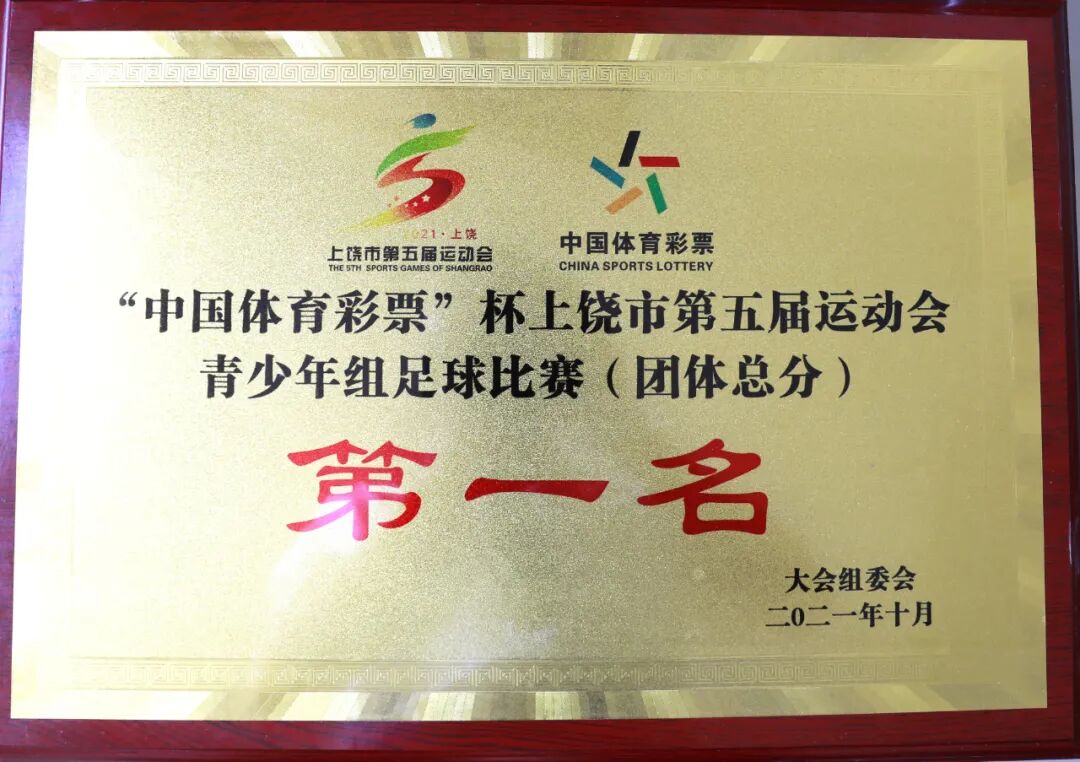 2021·上饶
上饶市第五届运动会
THE 5TH SPORTS GAMES OF SHANGRAO
中国体育彩票
CHINA SPORTS LOTTERY
“中国体育彩票”杯上饶市第五届运动会
青少年组足球比赛（团体总分）
第一名
大会组委会
二0二一年十月